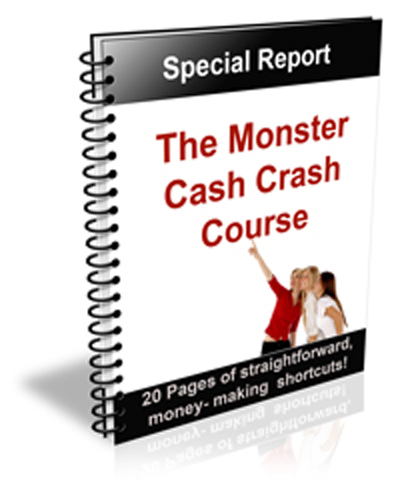 Special Report
The Monster
Cash Crash
Course
20 Pages of straightforward,
money- making shortcuts!